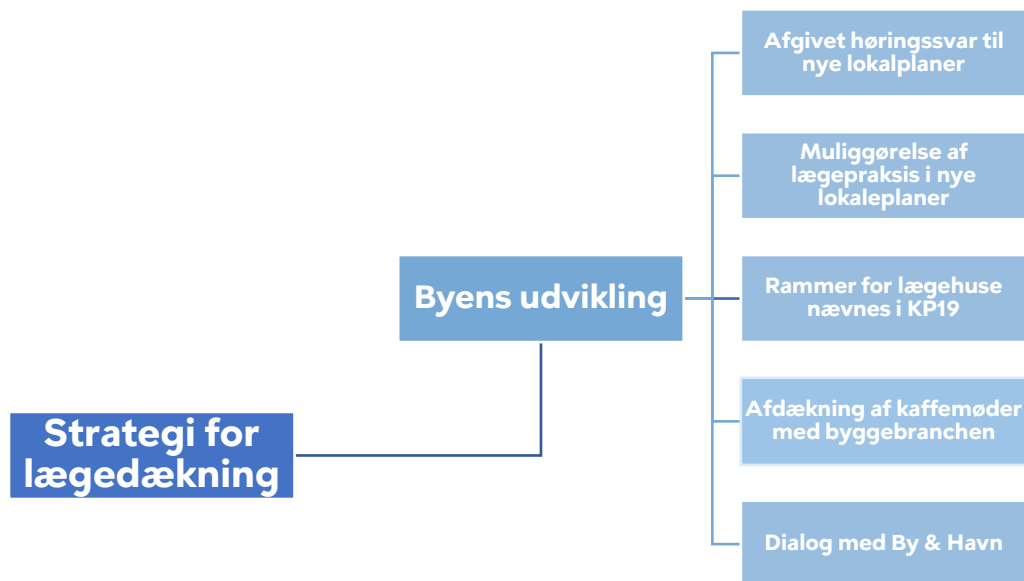 Strategi for
lægedækning
Byens udvikling
Afgivet høringssvar til
nye lokalplaner
Muliggørelse af
lægepraksis i nye
lokaleplaner
Rammer for lægehuse
nævnes i KP19
Afdækning af kaffemøder
med byggebranchen
Dialog med By & Havn